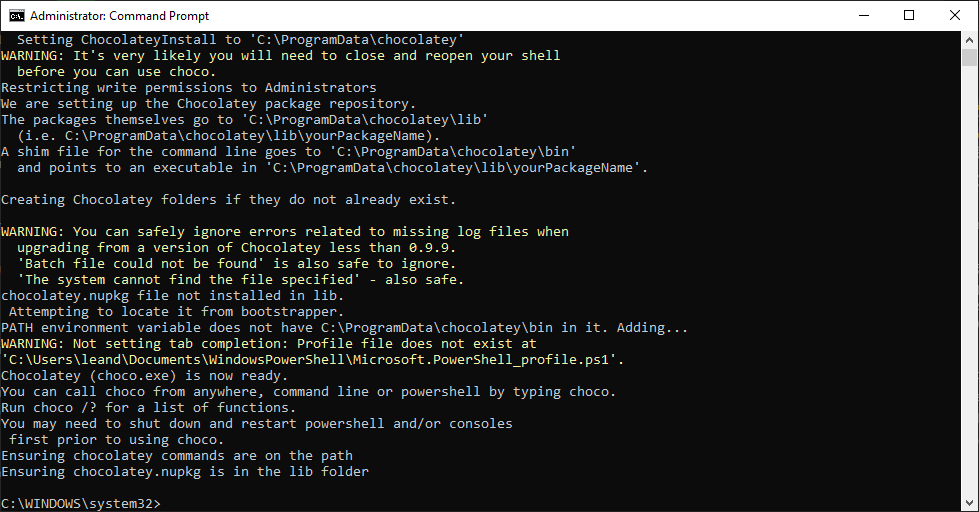 Administrator: Command Prompt
  Setting ChocolateyInstall to 'C:\ProgramData\chocolatey'
WARNING: It's very likely you will need to close and reopen your shell
  before you can use choco.
Restricting write permissions to Administrators
We are setting up the Chocolatey package repository.
The packages themselves go to 'C:\ProgramData\chocolatey\lib'
  (i.e. C:\ProgramData\chocolatey\lib\yourPackageName).
A shim file for the command line goes to 'C:\ProgramData\chocolatey\bin'
  and points to an executable in 'C:\ProgramData\chocolatey\lib\yourPackageName'.

Creating Chocolatey folders if they do not already exist.

WARNING: You can safely ignore errors related to missing log files when
  upgrading from a version of Chocolatey less than 0.9.9.
  'Batch file could not be found' is also safe to ignore.
  'The system cannot find the file specified' - also safe.
chocolatey.nupkg file not installed in lib.
 Attempting to locate it from bootstrapper.
PATH environment variable does not have C:\ProgramData\chocolatey\bin in it. Adding...
WARNING: Not setting tab completion: Profile file does not exist at
'C:\Users\leand\Documents\WindowsPowerShell\Microsoft.PowerShell_profile.ps1'.
Chocolatey (choco.exe) is now ready.
You can call choco from anywhere, command line or powershell by typing choco.
Run choco /? for a list of functions.
You may need to shut down and restart powershell and/or consoles
 first prior to using choco.
Ensuring chocolatey commands are on the path
Ensuring chocolatey.nupkg is in the lib folder

C:\WINDOWS\system32>